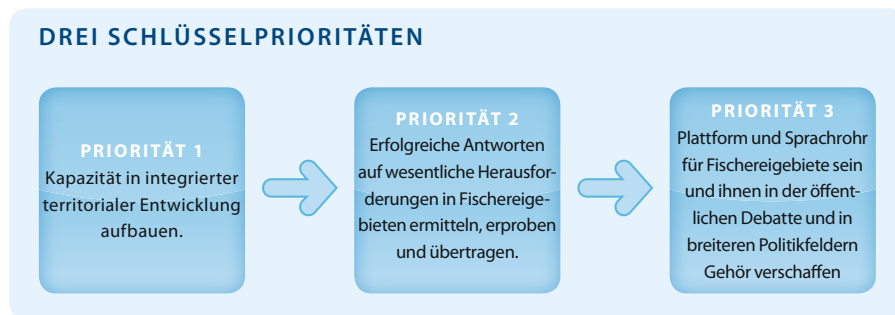 DREI SCHLÜSSELPRIORITÄTEN
PRIORITÄT 1
Kapazität in integrierter
territorialer Entwicklung
aufbauen.
PRIORITÄT 2
Erfolgreiche Antworten
auf wesentliche Herausfor-
derungen in Fischereige-
bieten ermitteln, erproben
und übertragen.
PRIORITÄT 3
Plattform und Sprachrohr
für Fischereigebiete sein
und ihnen in der öffent-
lichen Debatte und in
breiteren Politikfeldern
Gehör verschaffen